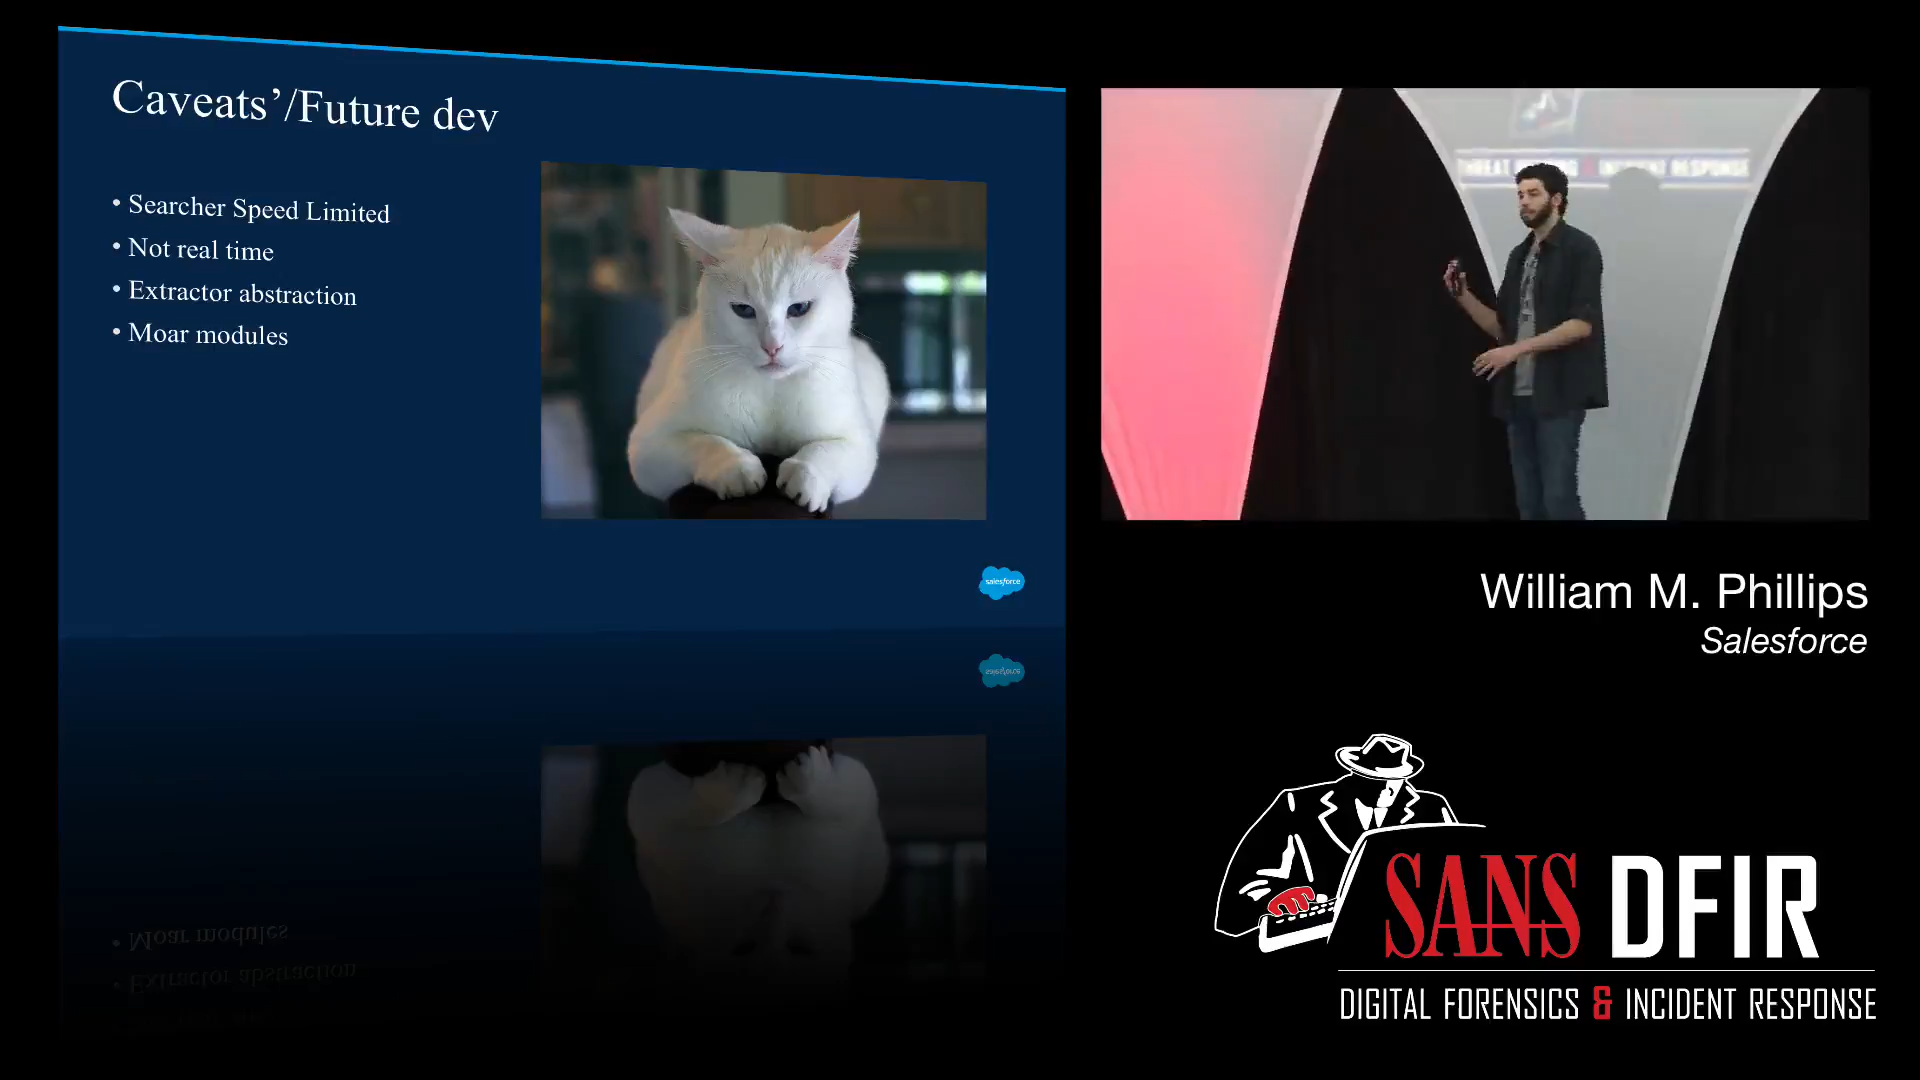 Caveats’/Future dev
• Searcher Speed Limited
• Not real time
• Extractor abstraction
• Moar modules
salesforce
William M. Phillips
Salesforce
SANS DFIR
DIGITAL FORENSICS & INCIDENT RESPONSE